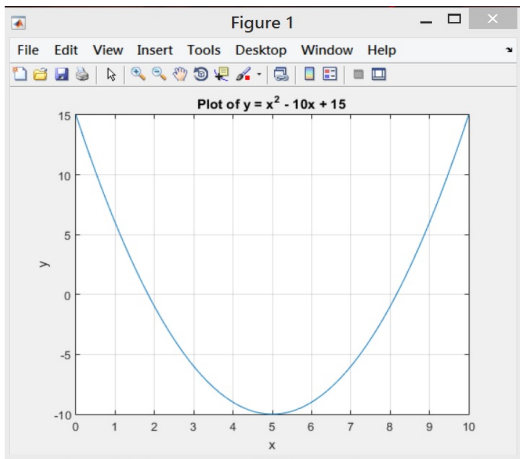 Figure 1
File Edit View Insert Tools Desktop Window Help
Plot of y = x² - 10x + 15
15
10
5
0
-5
-10
y
0 1 2 3 4 5 6 7 8 9 10
x